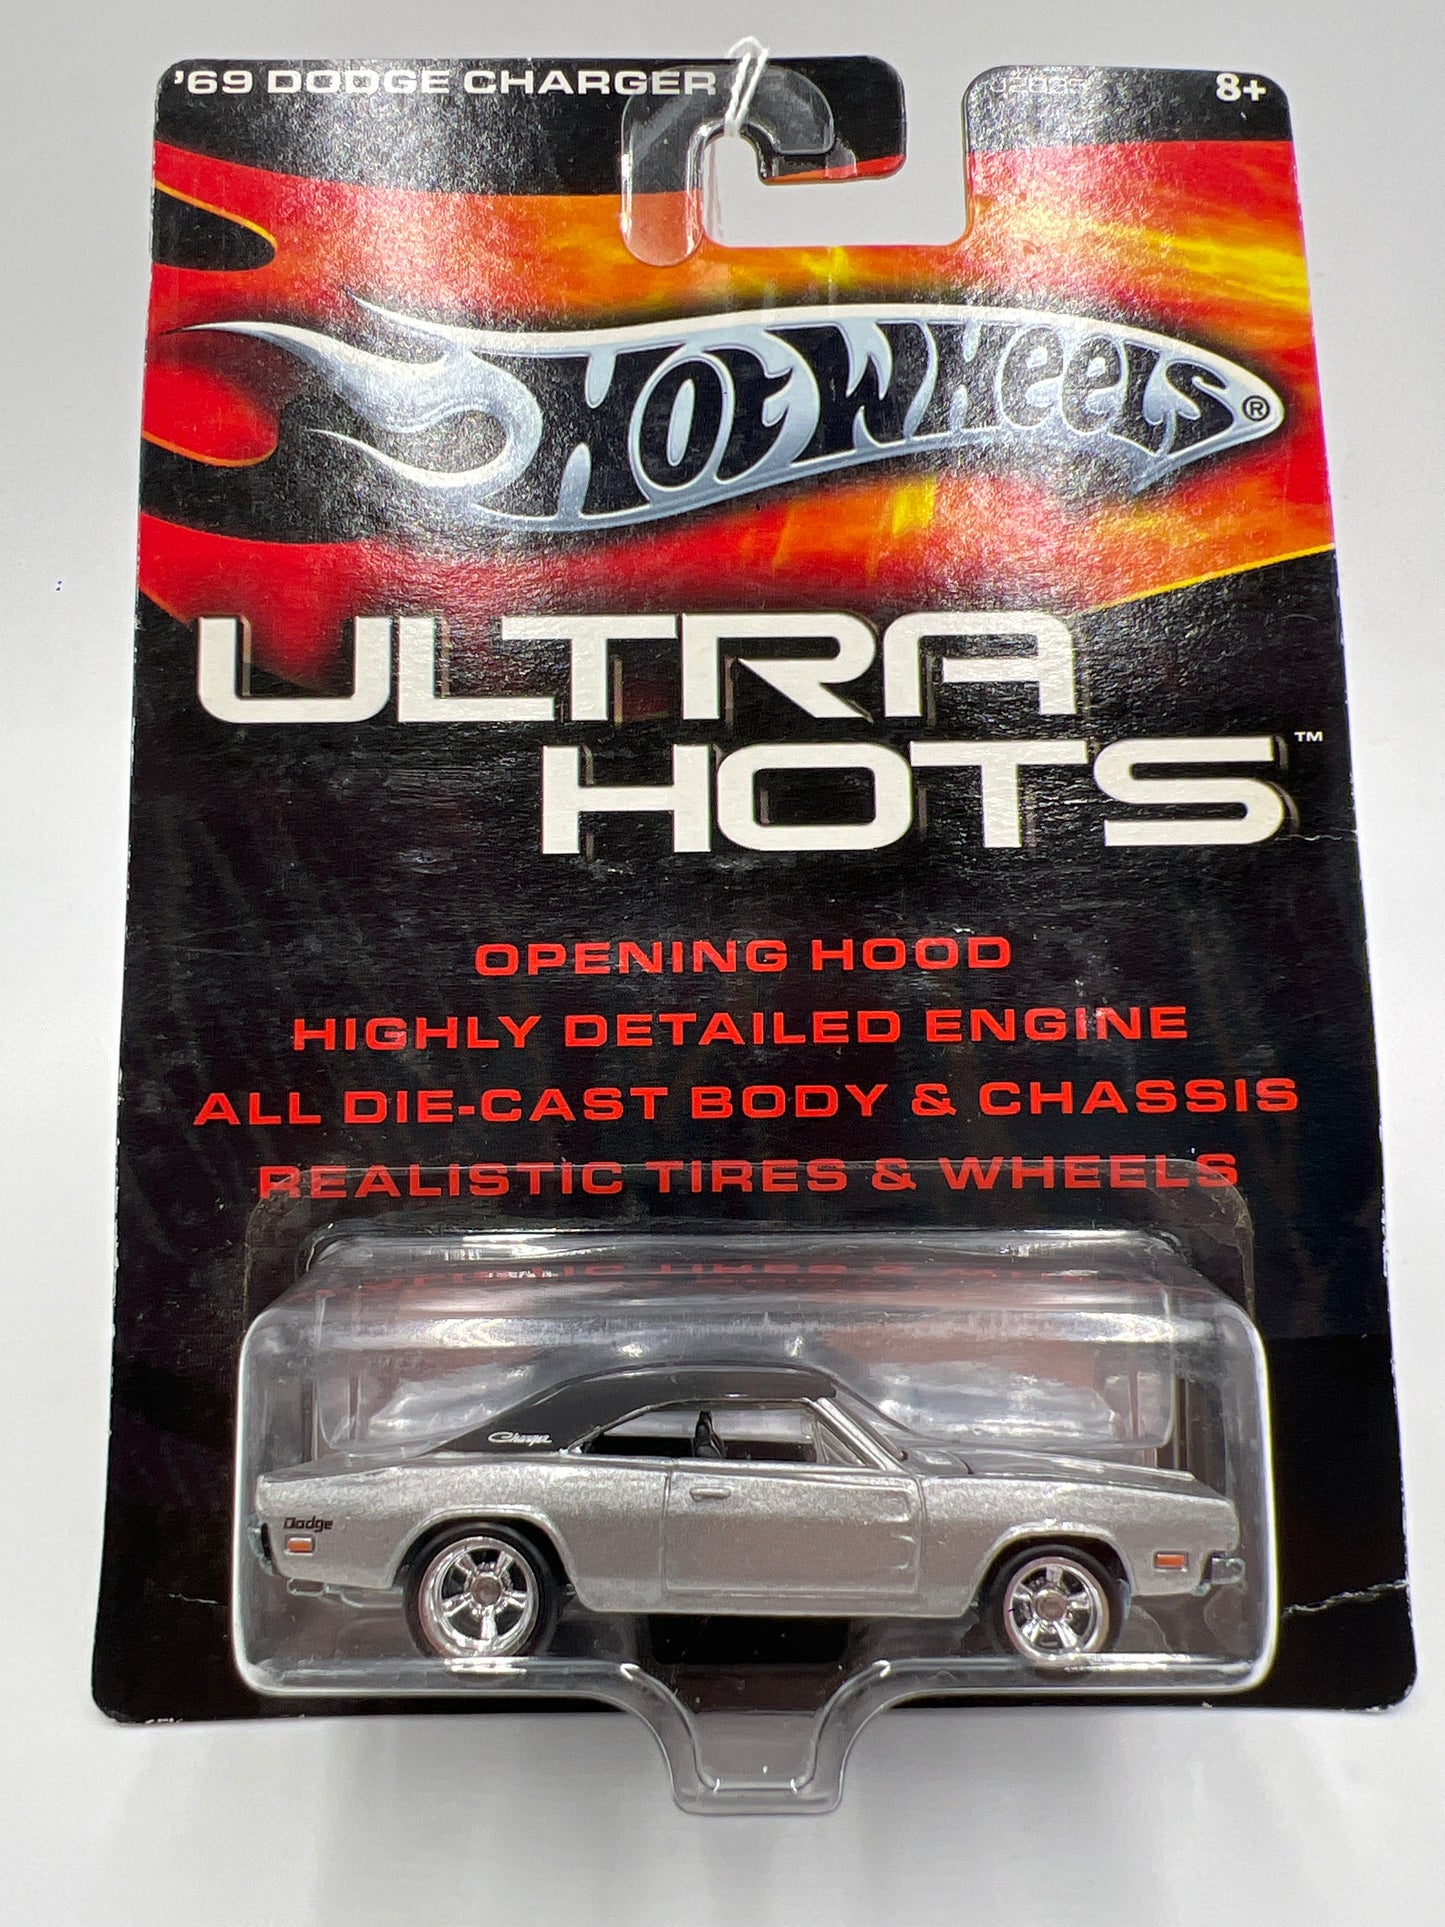 '69 DODGE CHARGER
8+
HOT WHEELS®
ULTRA
HOTS™
OPENING HOOD
HIGHLY DETAILED ENGINE
ALL DIE-CAST BODY & CHASSIS
REALISTIC TIRES & WHEELS
Charger
Dodge